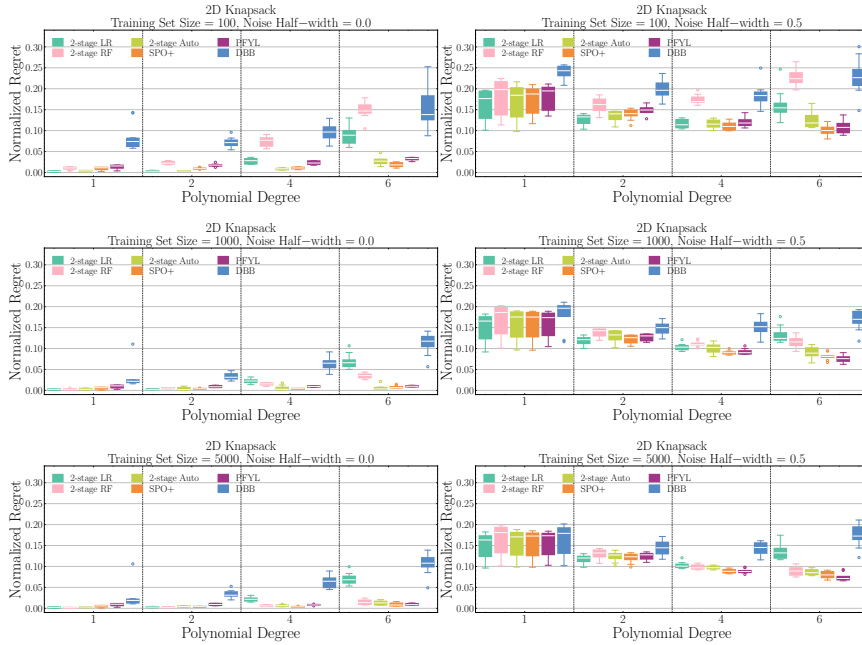 2D Knapsack
Training Set Size = 100, Noise Half−width = 0.0
Normalized Regret
0.30
0.25
0.20
0.15
0.10
0.05
0.00
2-stage LR
2-stage RF
2-stage Auto
SPO+
PFYL
DBB
1
2
4
6
Polynomial Degree
2D Knapsack
Training Set Size = 100, Noise Half−width = 0.5
Normalized Regret
0.30
0.25
0.20
0.15
0.10
0.05
0.00
2-stage LR
2-stage RF
2-stage Auto
SPO+
PFYL
DBB
1
2
4
6
Polynomial Degree
2D Knapsack
Training Set Size = 1000, Noise Half−width = 0.0
Normalized Regret
0.30
0.25
0.20
0.15
0.10
0.05
0.00
2-stage LR
2-stage RF
2-stage Auto
SPO+
PFYL
DBB
1
2
4
6
Polynomial Degree
2D Knapsack
Training Set Size = 1000, Noise Half−width = 0.5
Normalized Regret
0.30
0.25
0.20
0.15
0.10
0.05
0.00
2-stage LR
2-stage RF
2-stage Auto
SPO+
PFYL
DBB
1
2
4
6
Polynomial Degree
2D Knapsack
Training Set Size = 5000, Noise Half−width = 0.0
Normalized Regret
0.30
0.25
0.20
0.15
0.10
0.05
0.00
2-stage LR
2-stage RF
2-stage Auto
SPO+
PFYL
DBB
1
2
4
6
Polynomial Degree
2D Knapsack
Training Set Size = 5000, Noise Half−width = 0.5
Normalized Regret
0.30
0.25
0.20
0.15
0.10
0.05
0.00
2-stage LR
2-stage RF
2-stage Auto
SPO+
PFYL
DBB
1
2
4
6
Polynomial Degree